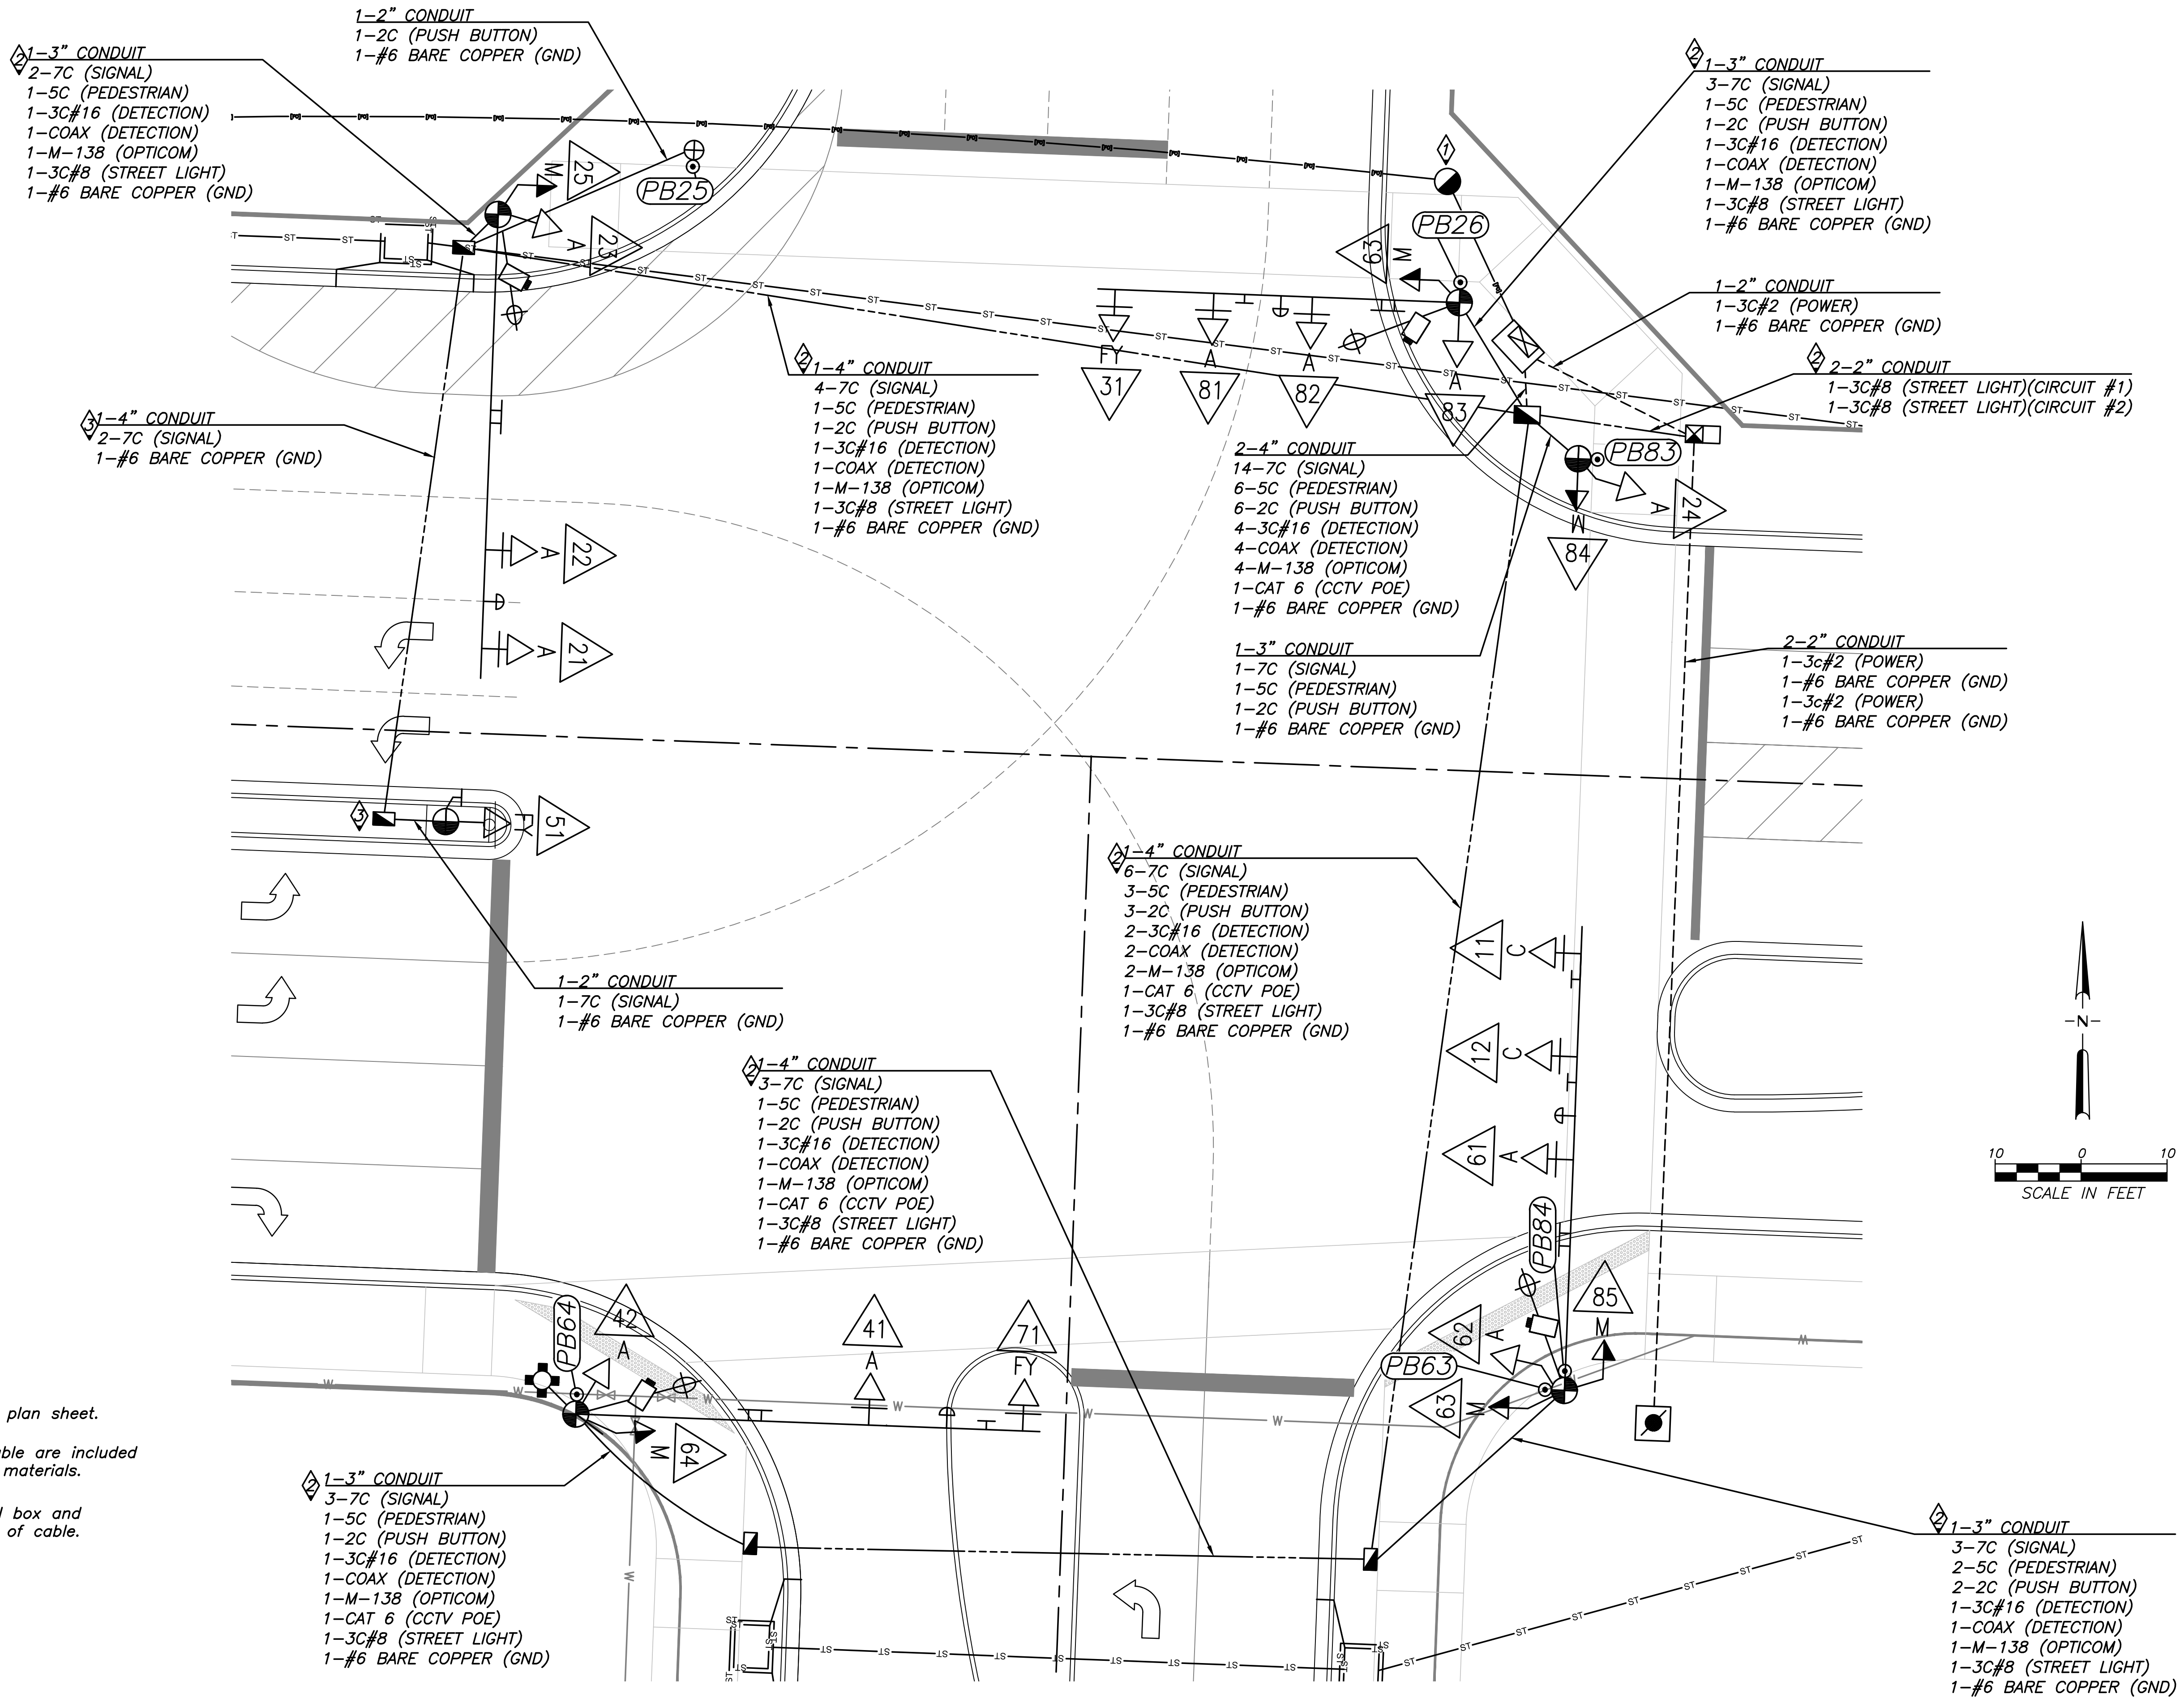 1-2" CONDUIT
1-2C (PUSH BUTTON)
1-#6 BARE COPPER (GND)
2
1-3" CONDUIT
2-7C (SIGNAL)
1-5C (PEDESTRIAN)
1-3C#16 (DETECTION)
1-COAX (DETECTION)
1-M-138 (OPTICOM)
1-3C#8 (STREET LIGHT)
1-#6 BARE COPPER (GND)
2
1-3" CONDUIT
3-7C (SIGNAL)
1-5C (PEDESTRIAN)
1-2C (PUSH BUTTON)
1-3C#16 (DETECTION)
1-COAX (DETECTION)
1-M-138 (OPTICOM)
1-3C#8 (STREET LIGHT)
1-#6 BARE COPPER (GND)
1
M
25
PB25
A
23
PB26
M
69
1-2" CONDUIT
1-3C#2 (POWER)
1-#6 BARE COPPER (GND)
2
2-2" CONDUIT
1-3C#8 (STREET LIGHT)(CIRCUIT #1)
1-3C#8 (STREET LIGHT)(CIRCUIT #2)
FY
31
A
81
A
82
A
83
2
1-4" CONDUIT
4-7C (SIGNAL)
1-5C (PEDESTRIAN)
1-2C (PUSH BUTTON)
1-3C#16 (DETECTION)
1-COAX (DETECTION)
1-M-138 (OPTICOM)
1-3C#8 (STREET LIGHT)
1-#6 BARE COPPER (GND)
3
1-4" CONDUIT
2-7C (SIGNAL)
1-#6 BARE COPPER (GND)
2-4" CONDUIT
14-7C (SIGNAL)
6-5C (PEDESTRIAN)
6-2C (PUSH BUTTON)
4-3C#16 (DETECTION)
4-COAX (DETECTION)
4-M-138 (OPTICOM)
1-CAT 6 (CCTV POE)
1-#6 BARE COPPER (GND)
PB83
A
24
M
84
A
22
A
21
1-3" CONDUIT
1-7C (SIGNAL)
1-5C (PEDESTRIAN)
1-2C (PUSH BUTTON)
1-#6 BARE COPPER (GND)
2-2" CONDUIT
1-3c#2 (POWER)
1-#6 BARE COPPER (GND)
1-3c#2 (POWER)
1-#6 BARE COPPER (GND)
3
FY
51
2
1-4" CONDUIT
6-7C (SIGNAL)
3-5C (PEDESTRIAN)
3-2C (PUSH BUTTON)
2-3C#16 (DETECTION)
2-COAX (DETECTION)
2-M-138 (OPTICOM)
1-CAT 6 (CCTV POE)
1-3C#8 (STREET LIGHT)
1-#6 BARE COPPER (GND)
11
C
12
C
61
A
1-2" CONDUIT
1-7C (SIGNAL)
1-#6 BARE COPPER (GND)
N
10 0 10
SCALE IN FEET
2
1-4" CONDUIT
3-7C (SIGNAL)
1-5C (PEDESTRIAN)
1-2C (PUSH BUTTON)
1-3C#16 (DETECTION)
1-COAX (DETECTION)
1-M-138 (OPTICOM)
1-CAT 6 (CCTV POE)
1-3C#8 (STREET LIGHT)
1-#6 BARE COPPER (GND)
PB64
42
A
41
A
71
FY
PB84
85
M
62
A
PB63
63
M
M
64
plan sheet.
ble are included
materials.
box and
of cable.
2
1-3" CONDUIT
3-7C (SIGNAL)
1-5C (PEDESTRIAN)
1-2C (PUSH BUTTON)
1-3C#16 (DETECTION)
1-COAX (DETECTION)
1-M-138 (OPTICOM)
1-CAT 6 (CCTV POE)
1-3C#8 (STREET LIGHT)
1-#6 BARE COPPER (GND)
2
1-3" CONDUIT
3-7C (SIGNAL)
2-5C (PEDESTRIAN)
2-2C (PUSH BUTTON)
1-3C#16 (DETECTION)
1-COAX (DETECTION)
1-M-138 (OPTICOM)
1-3C#8 (STREET LIGHT)
1-#6 BARE COPPER (GND)